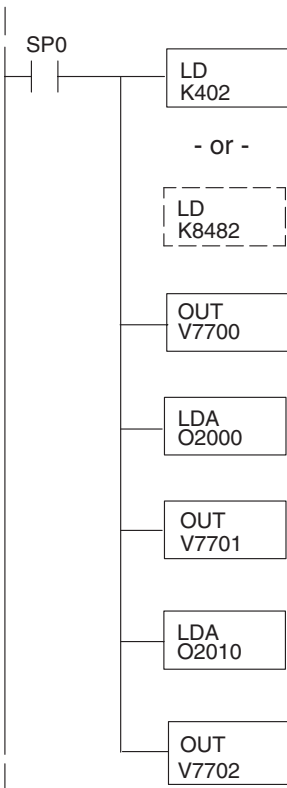 SP0
LD
K402
- or -
LD
K8482
OUT
V7700
LDA
O2000
OUT
V7701
LDA
O2010
OUT
V7702